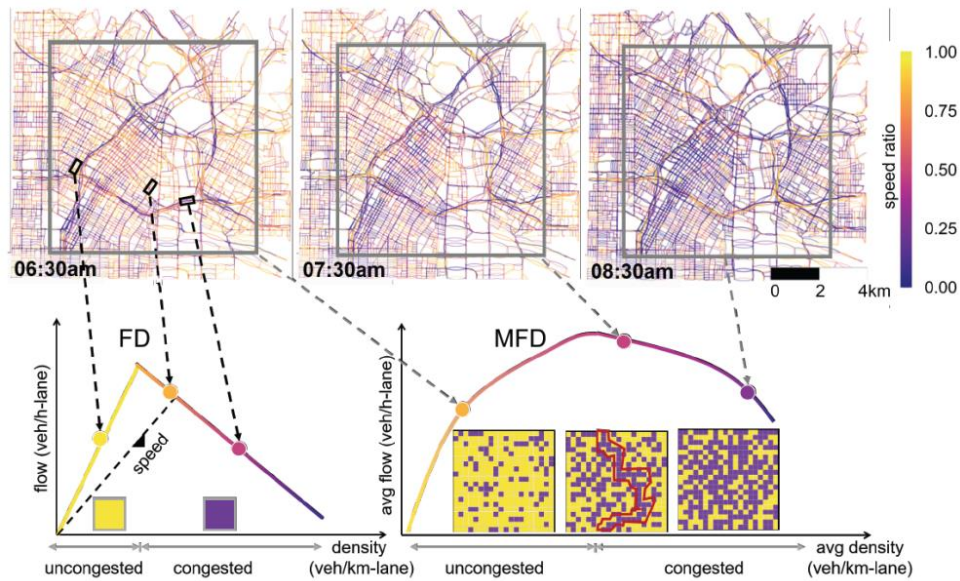 06:30am
07:30am
08:30am
0 2 4km
1.00
0.75
0.50
0.25
0.00
speed ratio
FD
flow (veh/h-lane)
speed
density
(veh/km-lane)
uncongested
congested
MFD
avg flow (veh/h-lane)
avg density
(veh/km-lane)
uncongested
congested